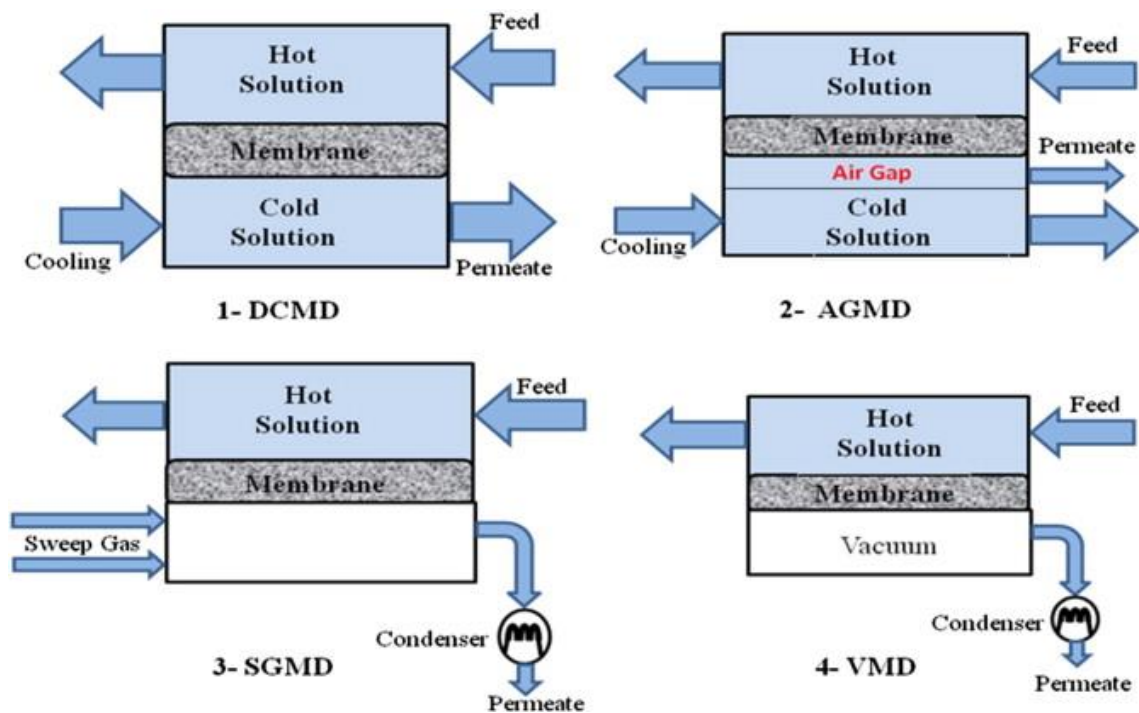 Feed
Hot
Solution
Membrane
Cold
Solution
Cooling
Permeate
1- DCMD
Feed
Hot
Solution
Membrane
Permeate
Air Gap
Cold
Solution
Cooling
2- AGMD
Feed
Hot
Solution
Membrane
Sweep Gas
Condenser
3- SGMD
Permeate
Feed
Hot
Solution
Membrane
Vacuum
Condenser
4- VMD
Permeate